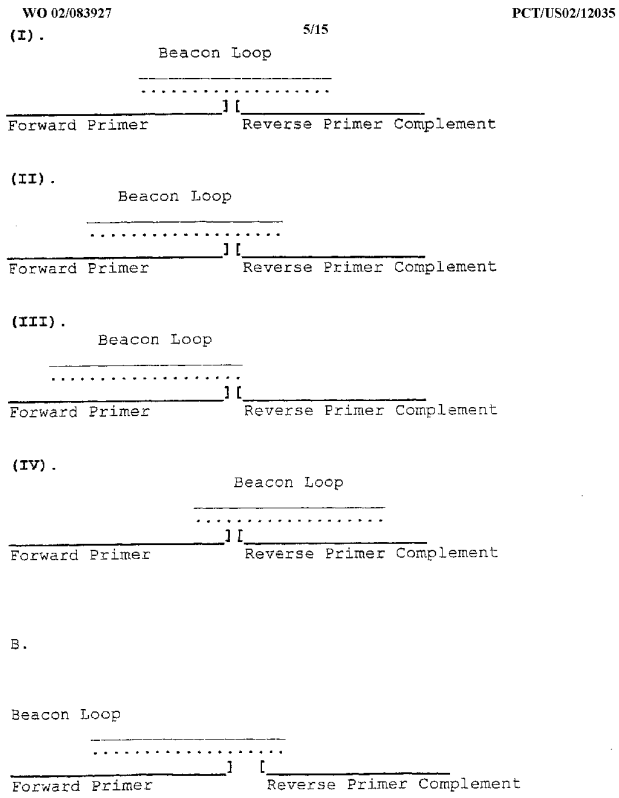 WO 02/083927 PCT/US02/12035
5/15
(I).
Beacon Loop
...................
] [
Forward Primer Reverse Primer Complement
(II).
Beacon Loop
...................
] [
Forward Primer Reverse Primer Complement
(III).
Beacon Loop
...................
] [
Forward Primer Reverse Primer Complement
(IV).
Beacon Loop
...................
] [
Forward Primer Reverse Primer Complement
B.
Beacon Loop
...................
] [
Forward Primer Reverse Primer Complement